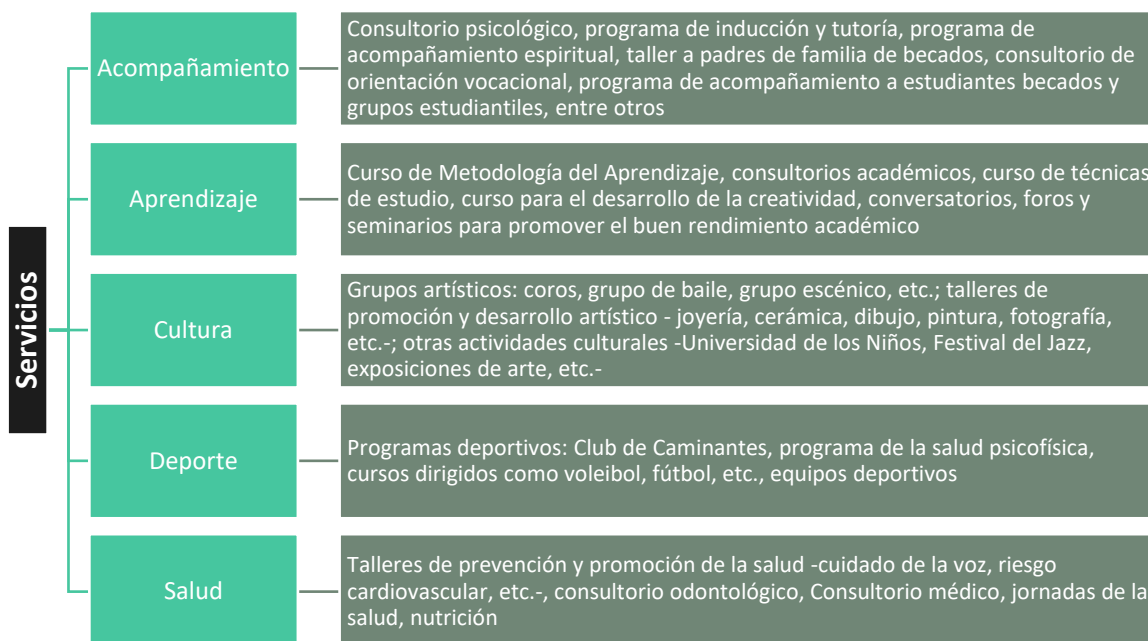 Servicios
Acompañamiento
Consultorio psicológico, programa de inducción y tutoría, programa de
acompañamiento espiritual, taller a padres de familia de becados, consultorio de
orientación vocacional, programa de acompañamiento a estudiantes becados y
grupos estudiantiles, entre otros
Aprendizaje
Curso de Metodología del Aprendizaje, consultorios académicos, curso de técnicas
de estudio, curso para el desarrollo de la creatividad, conversatorios, foros y
seminarios para promover el buen rendimiento académico
Cultura
Grupos artísticos: coros, grupo de baile, grupo escénico, etc.; talleres de
promoción y desarrollo artístico - joyería, cerámica, dibujo, pintura, fotografía,
etc.-; otras actividades culturales -Universidad de los Niños, Festival del Jazz,
exposiciones de arte, etc.-
Deporte
Programas deportivos: Club de Caminantes, programa de la salud psicofísica,
cursos dirigidos como voleibol, fútbol, etc., equipos deportivos
Salud
Talleres de prevención y promoción de la salud -cuidado de la voz, riesgo
cardiovascular, etc.-, consultorio odontológico, Consultorio médico, jornadas de la
salud, nutrición